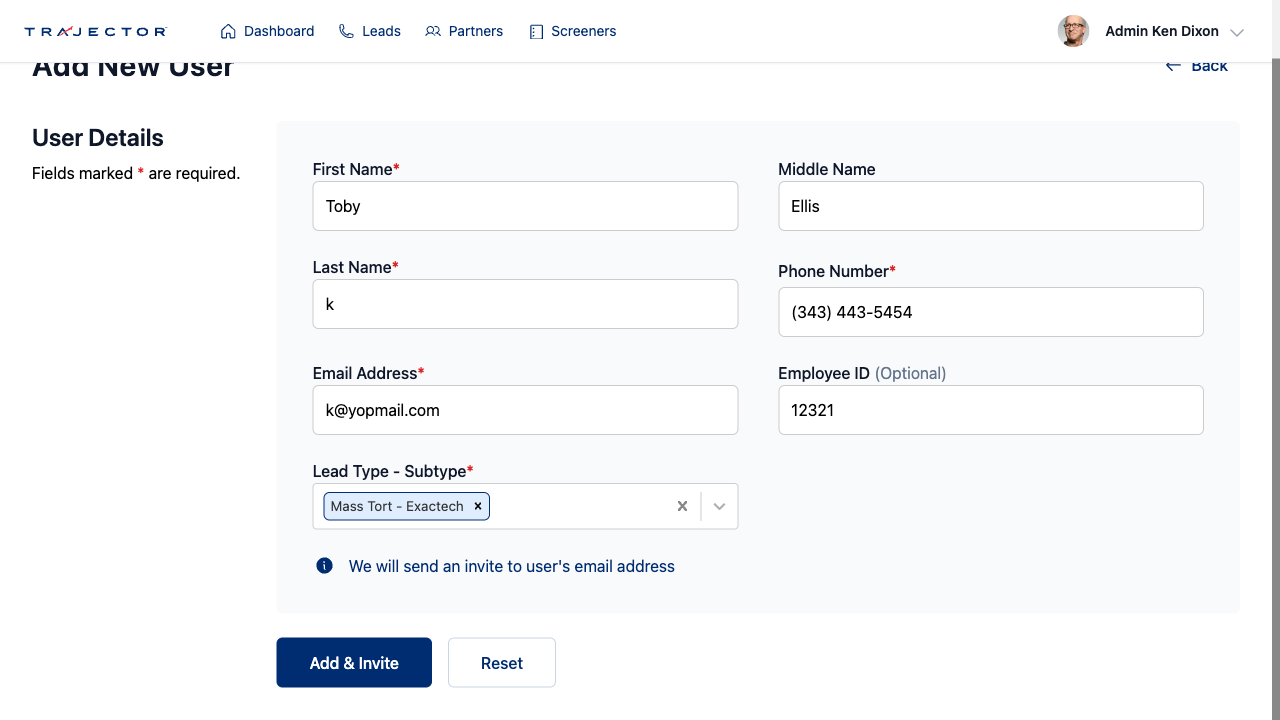 TRAJECTOR
Dashboard
Leads
Partners
Screeners
Admin Ken Dixon
Add New User
Back
User Details
Fields marked * are required.
First Name*
Toby
Middle Name
Ellis
Last Name*
k
Phone Number*
(343) 443-5454
Email Address*
k@yopmail.com
Employee ID (Optional)
12321
Lead Type - Subtype*
Mass Tort - Exactech
We will send an invite to user's email address
Add & Invite
Reset